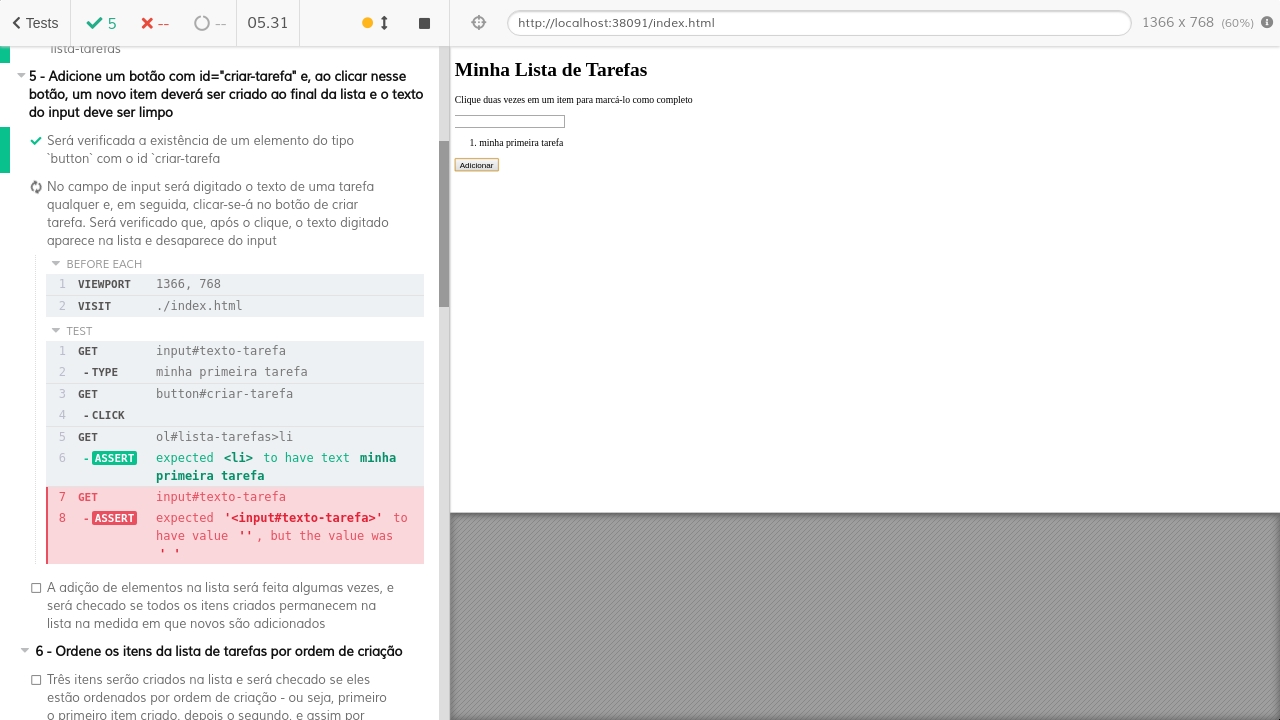 Tests
5
--
--
05.31
http://localhost:38091/index.html
1366 x 768 (60%)
lista-tarefas
5 - Adicione um botão com id="criar-tarefa" e, ao clicar nesse
botão, um novo item deverá ser criado ao final da lista e o texto
do input deve ser limpo
Será verificada a existência de um elemento do tipo
`button` com o id `criar-tarefa
No campo de input será digitado o texto de uma tarefa
qualquer e, em seguida, clicar-se-á no botão de criar
tarefa. Será verificado que, após o clique, o texto digitado
aparece na lista e desaparece do input
BEFORE EACH
1 VIEWPORT 1366, 768
2 VISIT ./index.html
TEST
1 GET input#texto-tarefa
2 - TYPE minha primeira tarefa
3 GET button#criar-tarefa
4 - CLICK
5 GET ol#lista-tarefas>li
6 - ASSERT expected <li> to have text minha
primeira tarefa
7 GET input#texto-tarefa
8 - ASSERT expected '<input#texto-tarefa>' to
have value '', but the value was
' '
A adição de elementos na lista será feita algumas vezes, e
será checado se todos os itens criados permanecem na
lista na medida em que novos são adicionados
6 - Ordene os itens da lista de tarefas por ordem de criação
Três itens serão criados na lista e será checado se eles
estão ordenados por ordem de criação - ou seja, primeiro
o primeiro item criado, depois o segundo, e assim por
Minha Lista de Tarefas
Clique duas vezes em um item para marcá-lo como completo
1. minha primeira tarefa
Adicionar